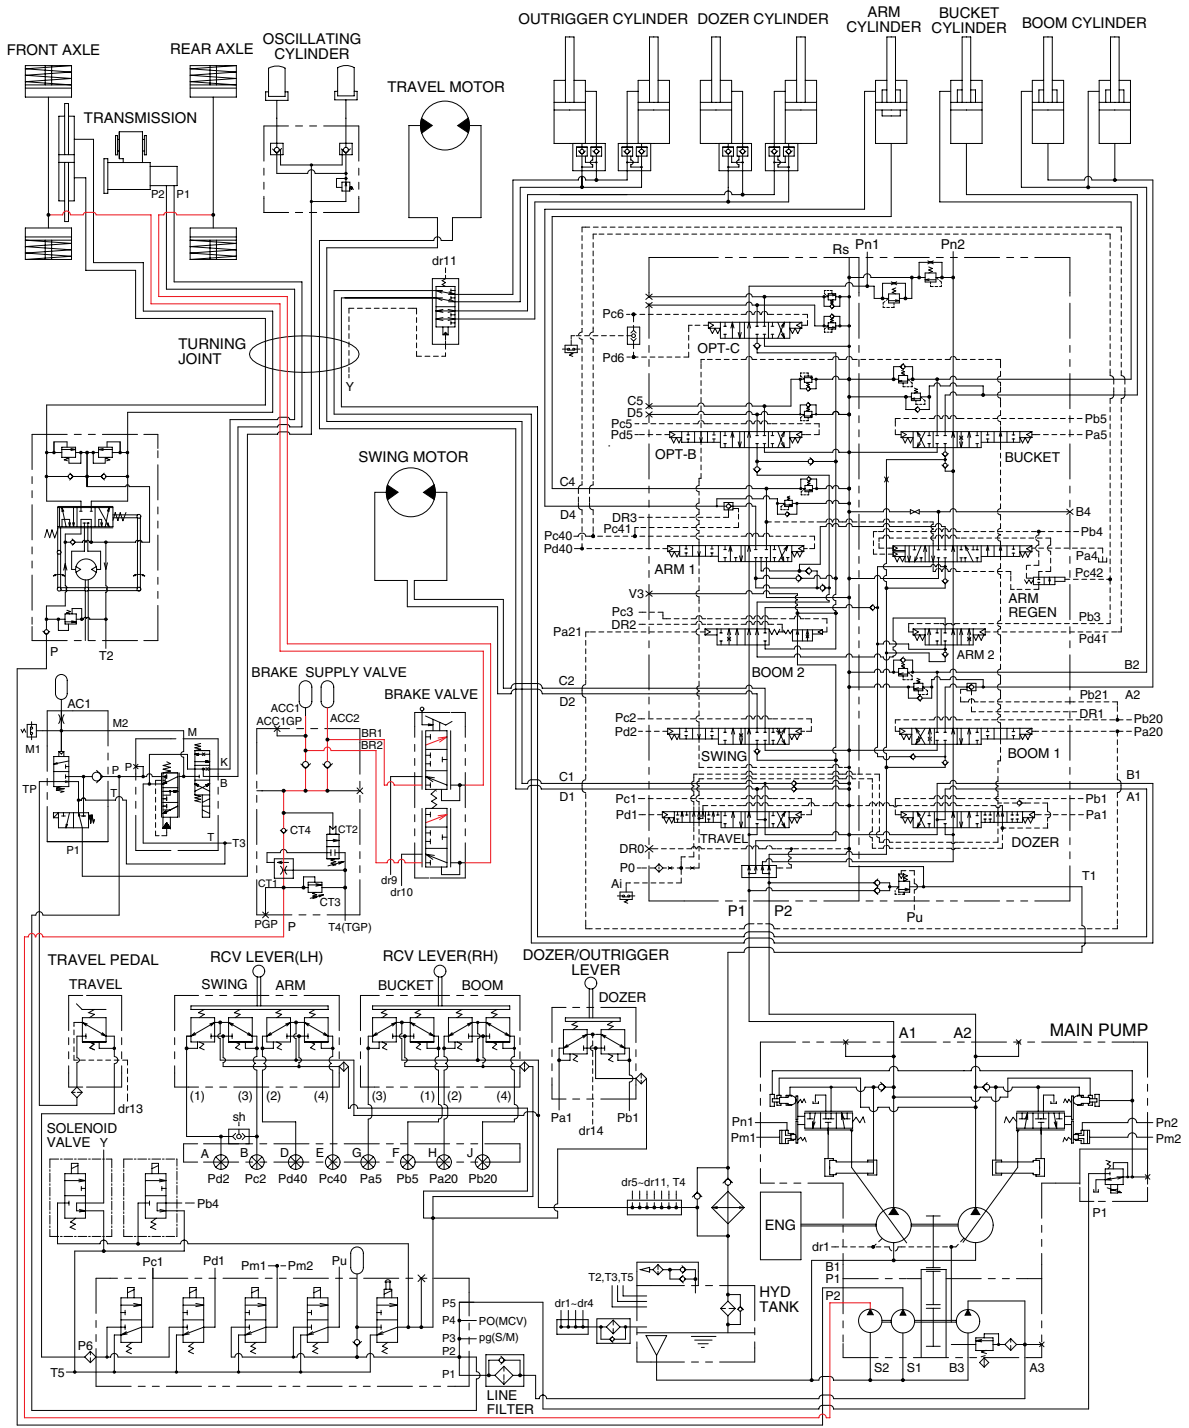 OUTRIGGER CYLINDER
DOZER CYLINDER
ARM
CYLINDER
BUCKET
CYLINDER
BOOM CYLINDER
FRONT AXLE
REAR AXLE
OSCILLATING
CYLINDER
TRAVEL MOTOR
TRANSMISSION
P2
P1
Rs
Pn1
Pn2
dr11
Pc6
Pd6
OPT-C
TURNING
JOINT
Y
C5
D5
Pc5
Pd5
OPT-B
Pb5
Pa5
BUCKET
SWING MOTOR
C4
D4
DR3
Pc41
Pc40
Pd40
ARM 1
B4
Pb4
Pa4
Pc42
ARM
REGEN
V3
Pc3
DR2
Pa21
BOOM 2
Pb3
Pd41
ARM 2
P
T2
BRAKE SUPPLY VALVE
BRAKE VALVE
C2
D2
B2
A2
Pb21
DR1
Pb20
Pa20
AC1
M2
M1
M
ACC1
ACC1GP
ACC2
BR1
BR2
Pc2
Pd2
SWING
BOOM 1
P
P
K
B
TP
T
T
T3
P1
C1
D1
B1
A1
Pc1
Pd1
TRAVEL
Pb1
Pa1
DOZER
CT4
CT2
CT1
CT3
dr9
dr10
PGP
P
T4(TGP)
DR0
P0
Ai
T1
Pu
P1
P2
TRAVEL PEDAL
TRAVEL
RCV LEVER(LH)
SWING
ARM
RCV LEVER(RH)
BUCKET
BOOM
DOZER/OUTRIGGER
LEVER
DOZER
A1
A2
MAIN PUMP
(1)
(3)
(2)
(4)
(3)
(1)
(2)
(4)
dr13
sh
Pa1
Pb1
dr14
Pn1
Pm1
Pn2
Pm2
SOLENOID
VALVE
Y
A
B
D
E
G
F
H
J
Pd2
Pc2
Pd40
Pc40
Pa5
Pb5
Pa20
Pb20
Pb4
dr5~dr11, T4
P1
ENG
dr1
B1
P1
P2
Pc1
Pd1
Pm1
Pm2
Pu
T2,T3,T5
HYD
TANK
dr1~dr4
P5
P4
PO(MCV)
P3
pg(S/M)
P2
P1
P6
T5
LINE
FILTER
S2
S1
B3
A3